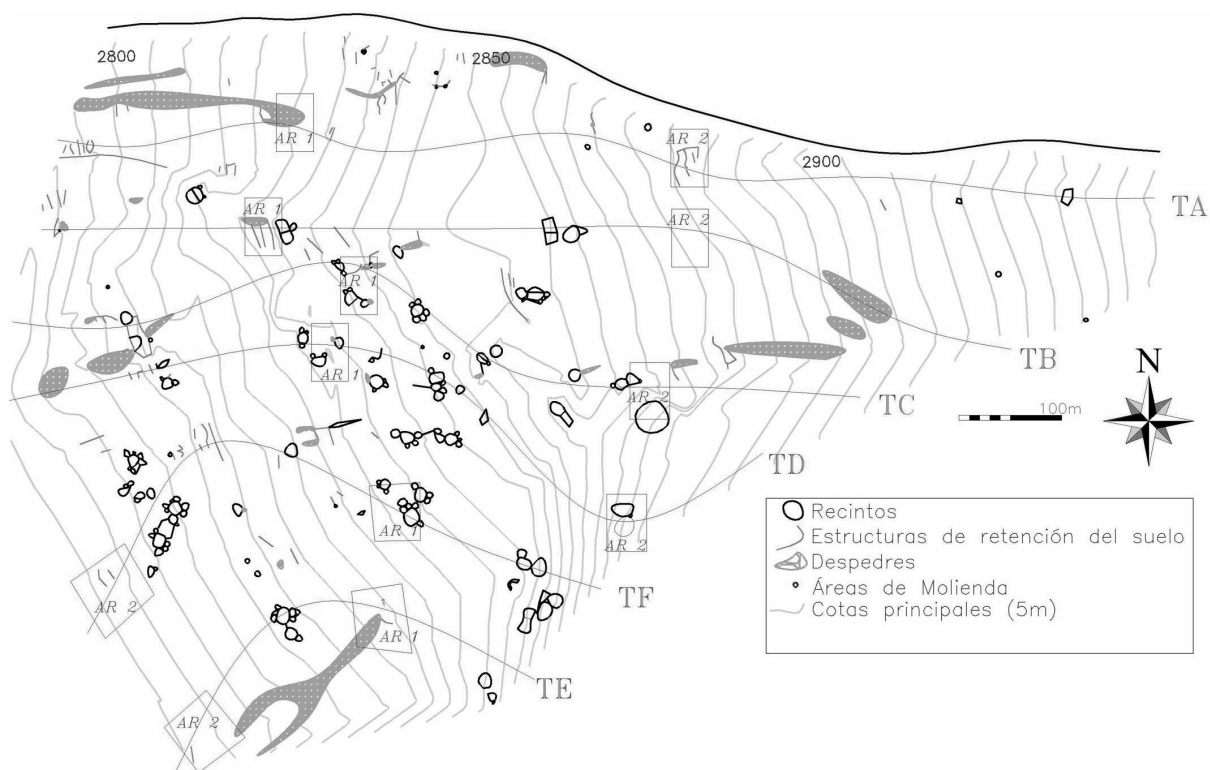 2800
2850
AR 1
AR 2
2900
TA
AR 1
AR 2
AR 1
TB
N
AR 1
TC
AR 2
100m
TD
Recintos
Estructuras de retención del suelo
Despedres
Áreas de Molienda
Cotas principales (5m)
AR 1
AR 2
TF
AR 2
AR 1
TE
AR 2